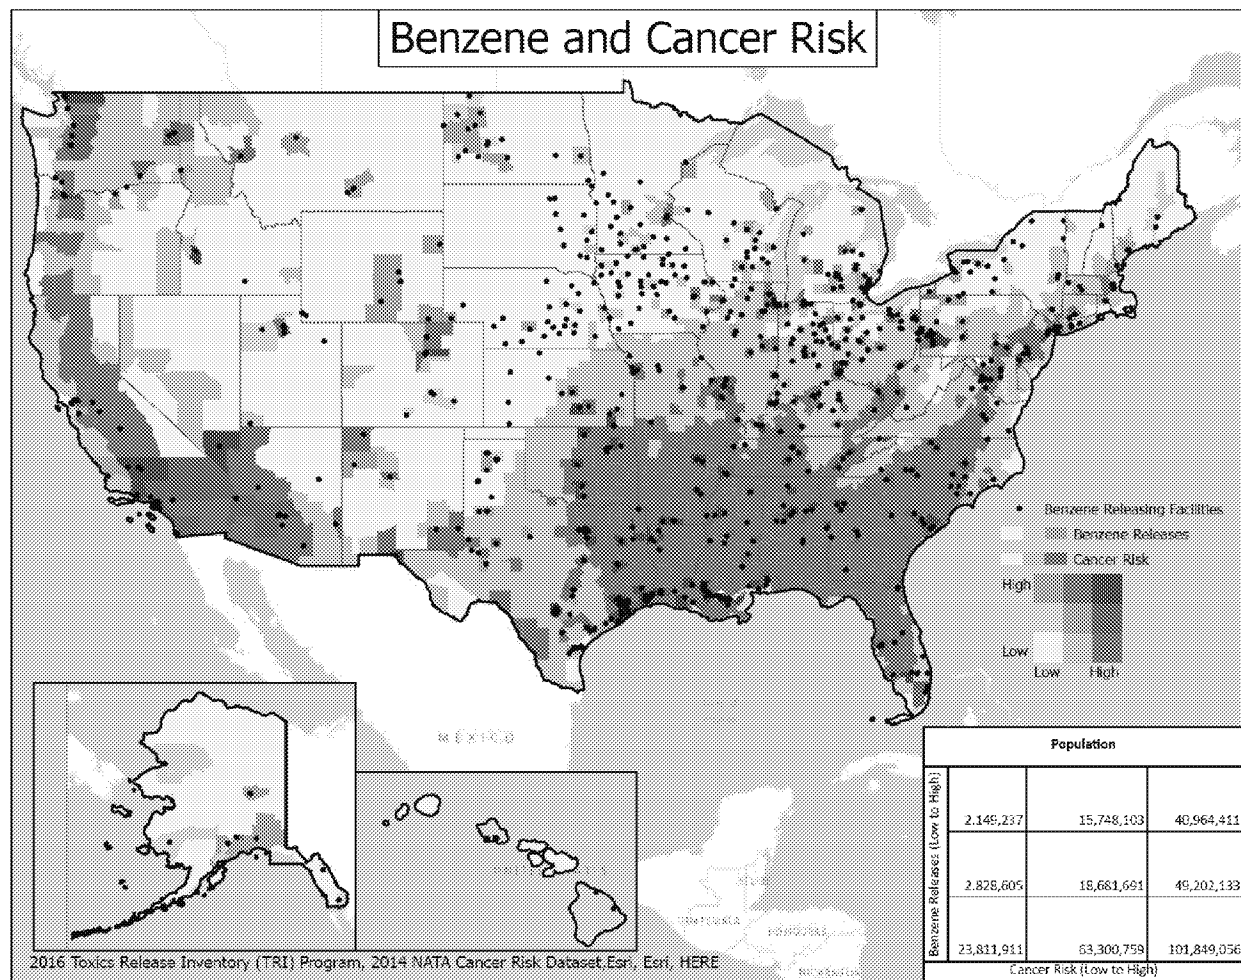 Benzene and Cancer Risk
Benzene Releasing Facilities
Benzene Releases
Cancer Risk
High
Low
Low High
MÉXICO
Population
Benzene Releases (Low to High)
2.149,237 15,748,103 40,964,411
2.828,605 18,681,691 49,202,133
23,811,911 63,300,759 101,849,056
Cancer Risk (Low to High)
2016 Toxics Release Inventory (TRI) Program, 2014 NATA Cancer Risk Dataset,Esri, Esri, HERE